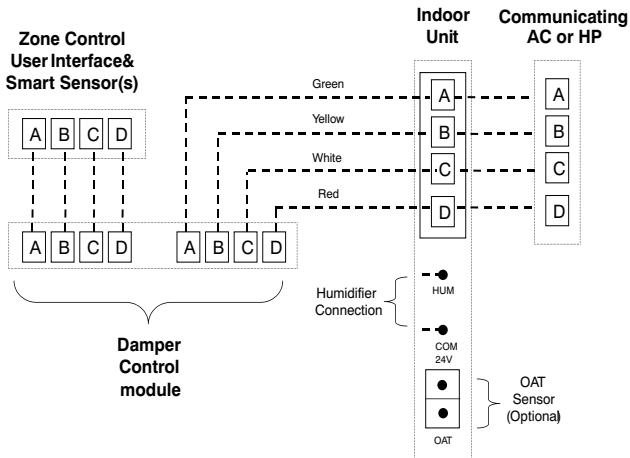 Zone Control
User Interface&
Smart Sensor(s)
Indoor
Unit
Communicating
AC or HP
Green
A
A
Yellow
A B C D
B
B
White
C
C
Red
D
D
A B C D
A B C D
Humidifier
Connection
HUM
COM
24V
Damper
Control
module
OAT
Sensor
(Optional)
OAT